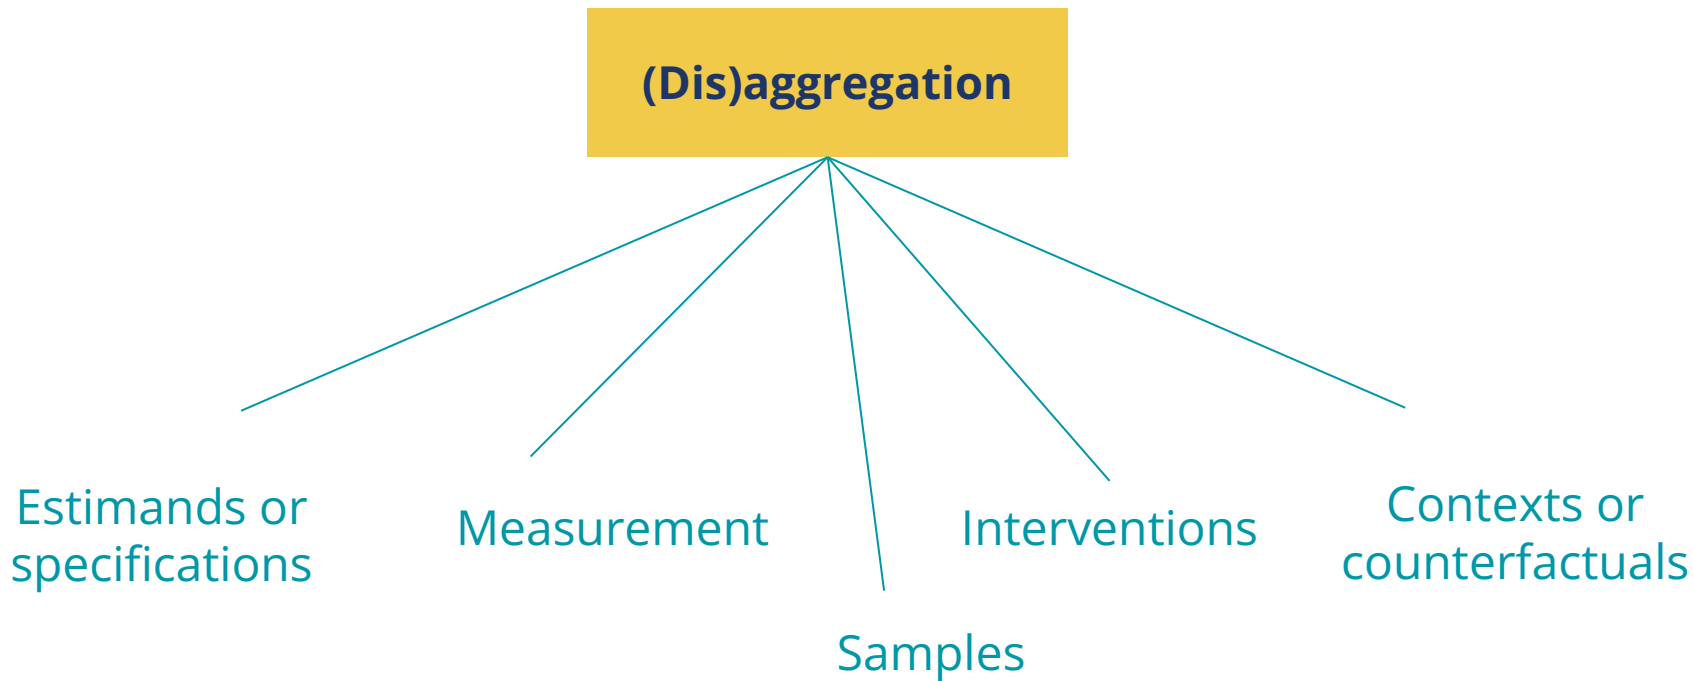 (Dis)aggregation
Estimands or
specifications
Measurement
Samples
Interventions
Contexts or
counterfactuals